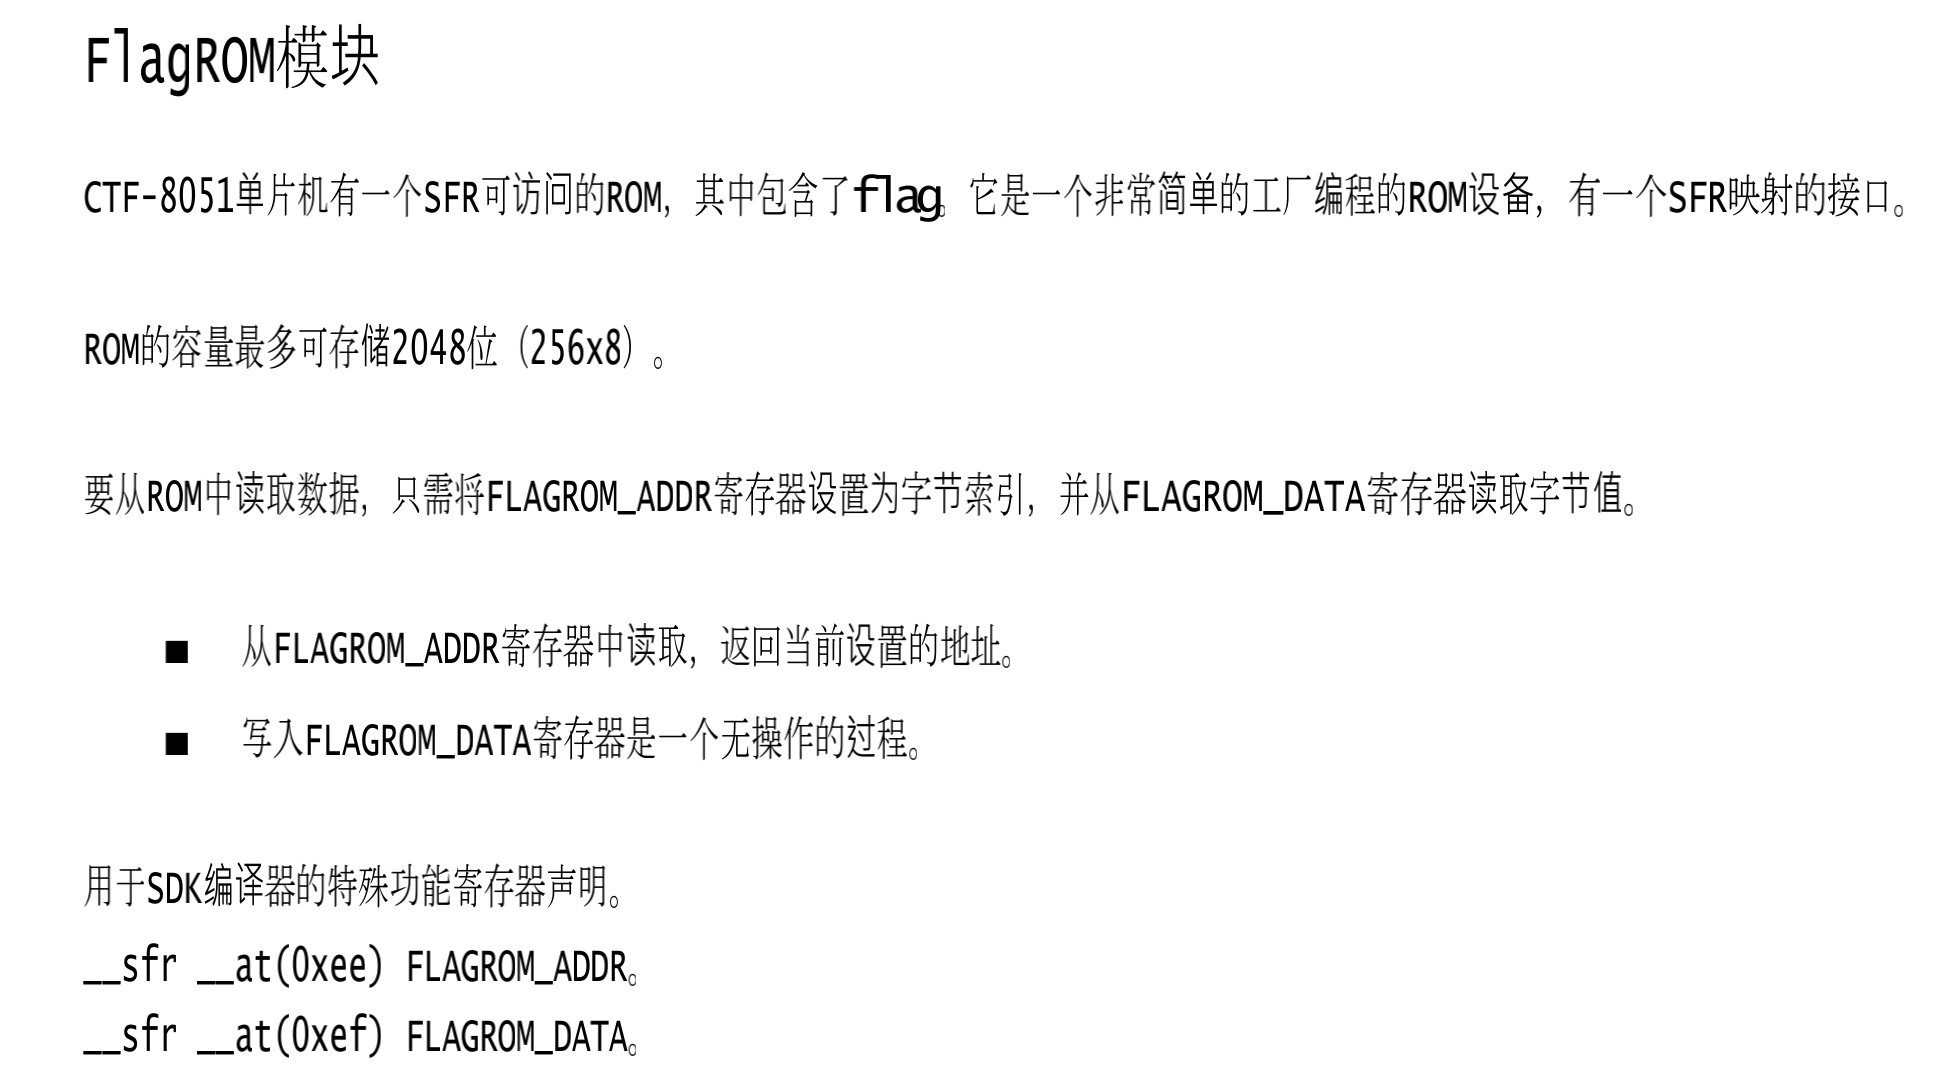 FlagROM模块
CTF-8051单片机有一个SFR可访问的ROM，其中包含了flag。它是一个非常简单的工厂编程的ROM设备，有一个SFR映射的接口。
ROM的容量最多可存储2048位（256x8）。
要从ROM中读取数据，只需将FLAGROM_ADDR寄存器设置为字节索引，并从FLAGROM_DATA寄存器读取字节值。
■ 从FLAGROM_ADDR寄存器中读取，返回当前设置的地址。
■ 写入FLAGROM_DATA寄存器是一个无操作的过程。
用于SDK编译器的特殊功能寄存器声明。
__sfr __at(0xee) FLAGROM_ADDR。
__sfr __at(0xef) FLAGROM_DATA。